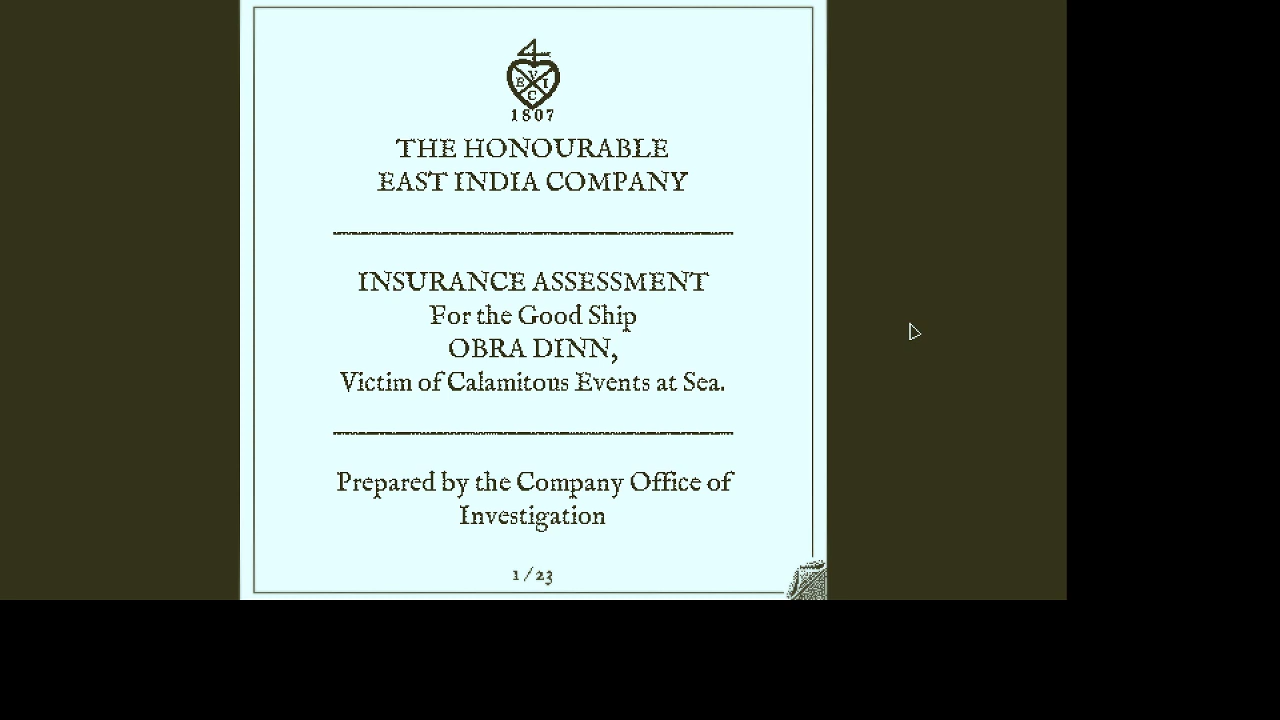 V
E I
C
1807
THE HONOURABLE
EAST INDIA COMPANY
INSURANCE ASSESSMENT
For the Good Ship
OBRA DINN,
Victim of Calamitous Events at Sea.
Prepared by the Company Office of
Investigation
1/23